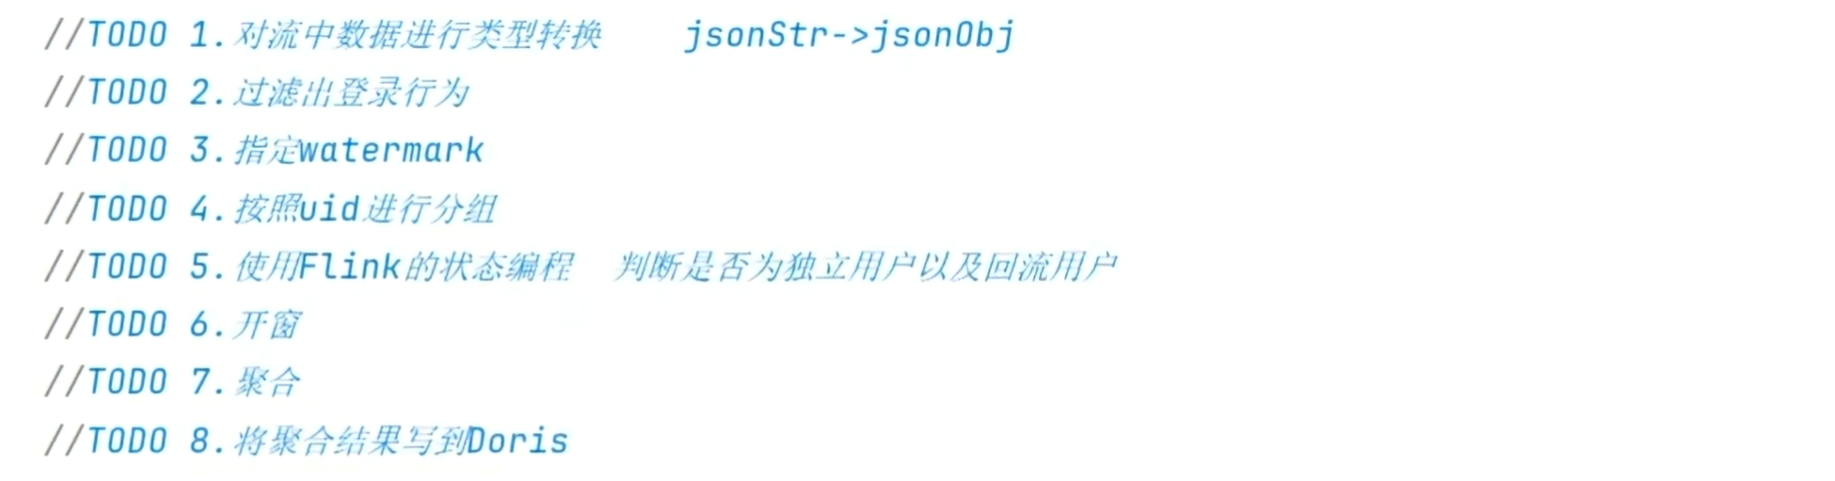 //TODO 1.对流中数据进行类型转换    jsonStr->jsonObj
//TODO 2.过滤出登录行为
//TODO 3.指定watermark
//TODO 4.按照uid进行分组
//TODO 5.使用Flink的状态编程  判断是否为独立用户以及回流用户
//TODO 6.开窗
//TODO 7.聚合
//TODO 8.将聚合结果写到Doris